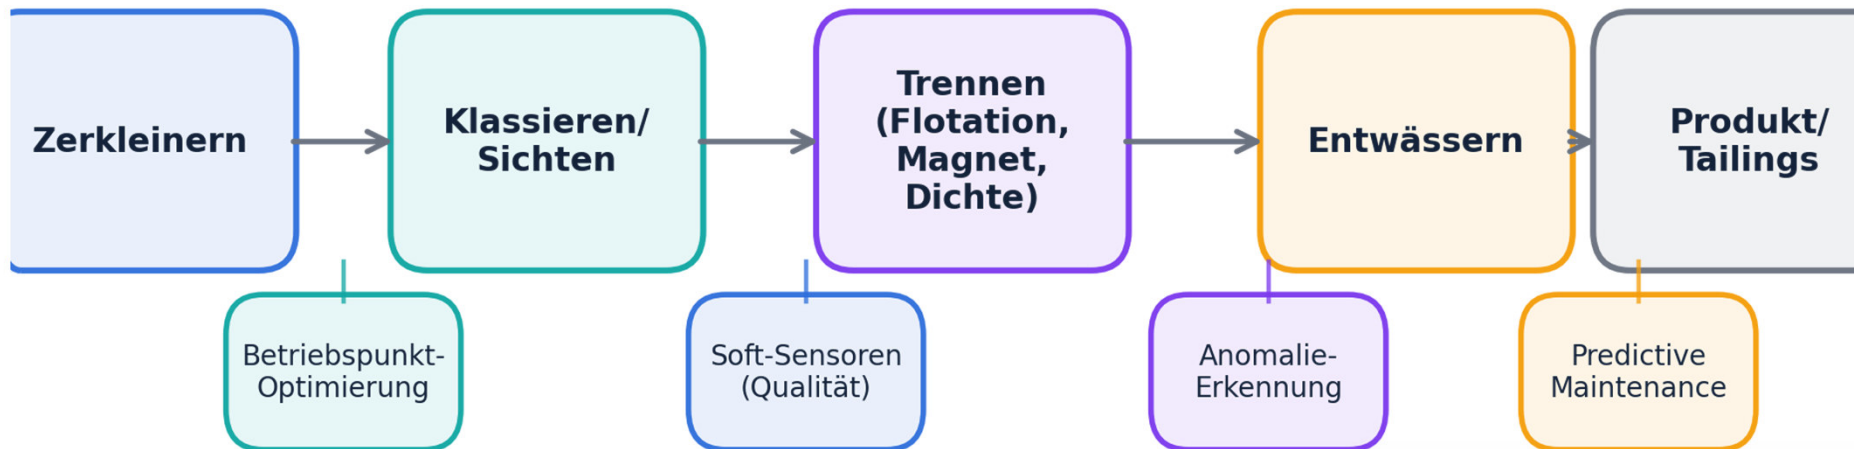 Zerkleinern
Klassieren/
Sichten
Trennen
(Flotation,
Magnet,
Dichte)
Entwässern
Produkt/
Tailings
Betriebspunkt-
Optimierung
Soft-Sensoren
(Qualität)
Anomalie-
Erkennung
Predictive
Maintenance